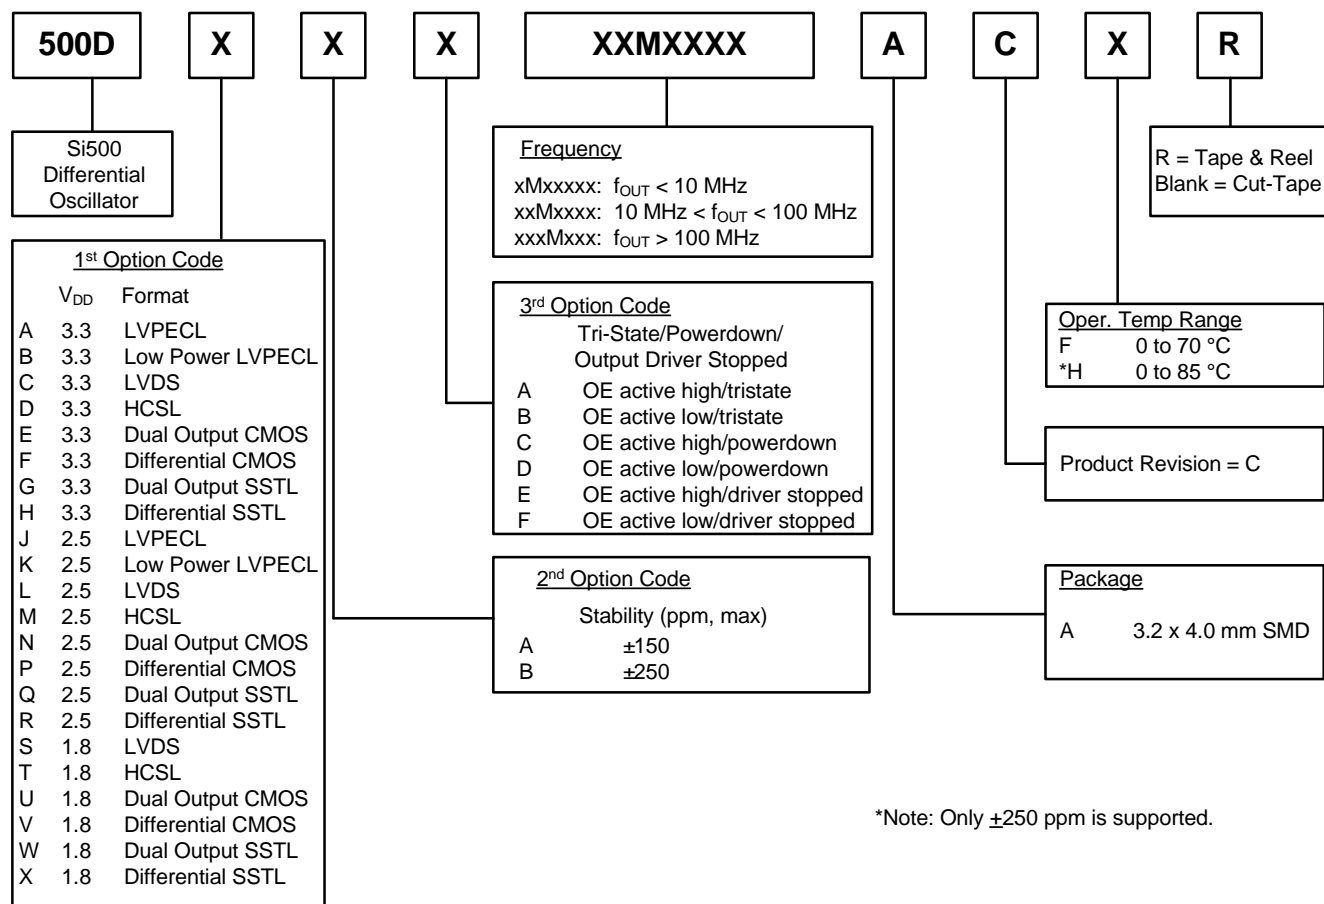 500D X X X XXMXXXX A C X R
Si500
Differential
Oscillator
1st Option Code
VDD Format
A 3.3 LVPECL
B 3.3 Low Power LVPECL
C 3.3 LVDS
D 3.3 HCSL
E 3.3 Dual Output CMOS
F 3.3 Differential CMOS
G 3.3 Dual Output SSTL
H 3.3 Differential SSTL
J 2.5 LVPECL
K 2.5 Low Power LVPECL
L 2.5 LVDS
M 2.5 HCSL
N 2.5 Dual Output CMOS
P 2.5 Differential CMOS
Q 2.5 Dual Output SSTL
R 2.5 Differential SSTL
S 1.8 LVDS
T 1.8 HCSL
U 1.8 Dual Output CMOS
V 1.8 Differential CMOS
W 1.8 Dual Output SSTL
X 1.8 Differential SSTL
Frequency
xMxxxxx: fOUT < 10 MHz
xxMxxxx: 10 MHz < fOUT < 100 MHz
xxxMxxx: fOUT > 100 MHz
3rd Option Code
Tri-State/Powerdown/
Output Driver Stopped
A OE active high/tristate
B OE active low/tristate
C OE active high/powerdown
D OE active low/powerdown
E OE active high/driver stopped
F OE active low/driver stopped
2nd Option Code
Stability (ppm, max)
A ±150
B ±250
R = Tape & Reel
Blank = Cut-Tape
Oper. Temp Range
F 0 to 70 °C
*H 0 to 85 °C
Product Revision = C
Package
A 3.2 x 4.0 mm SMD
*Note: Only ±250 ppm is supported.